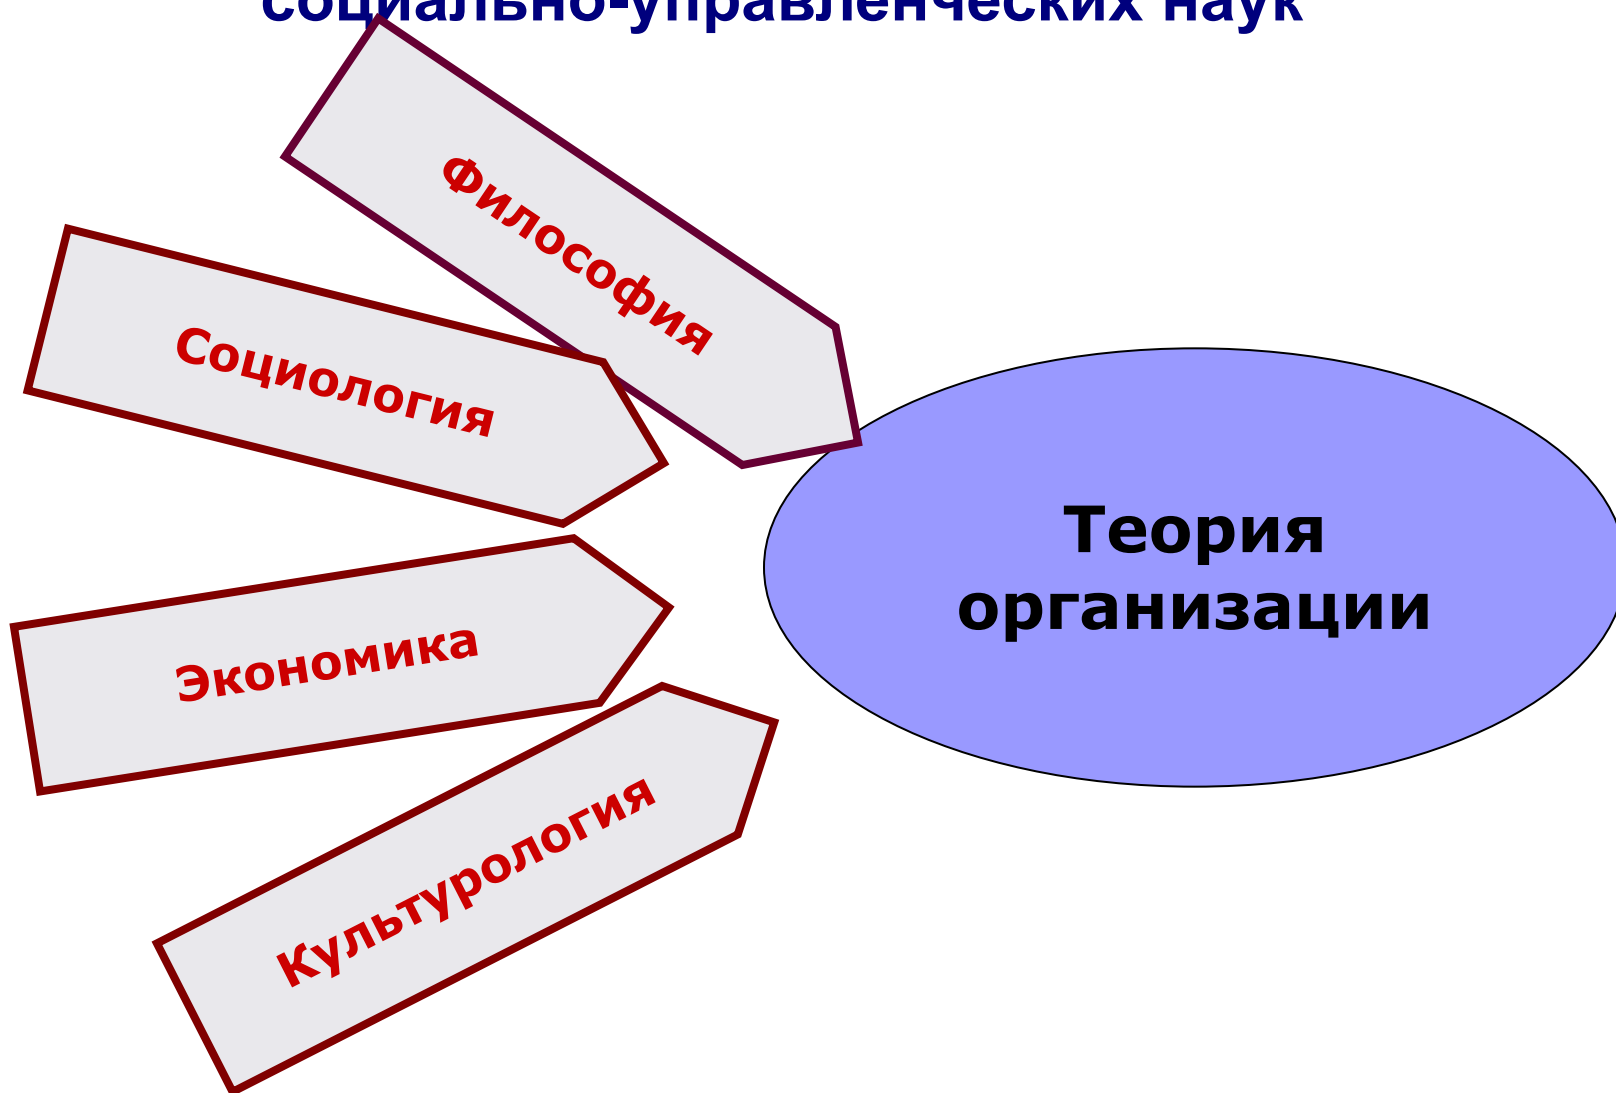 социально-управленческих наук
Философия
Социология
Экономика
Культурология
Теория
организации